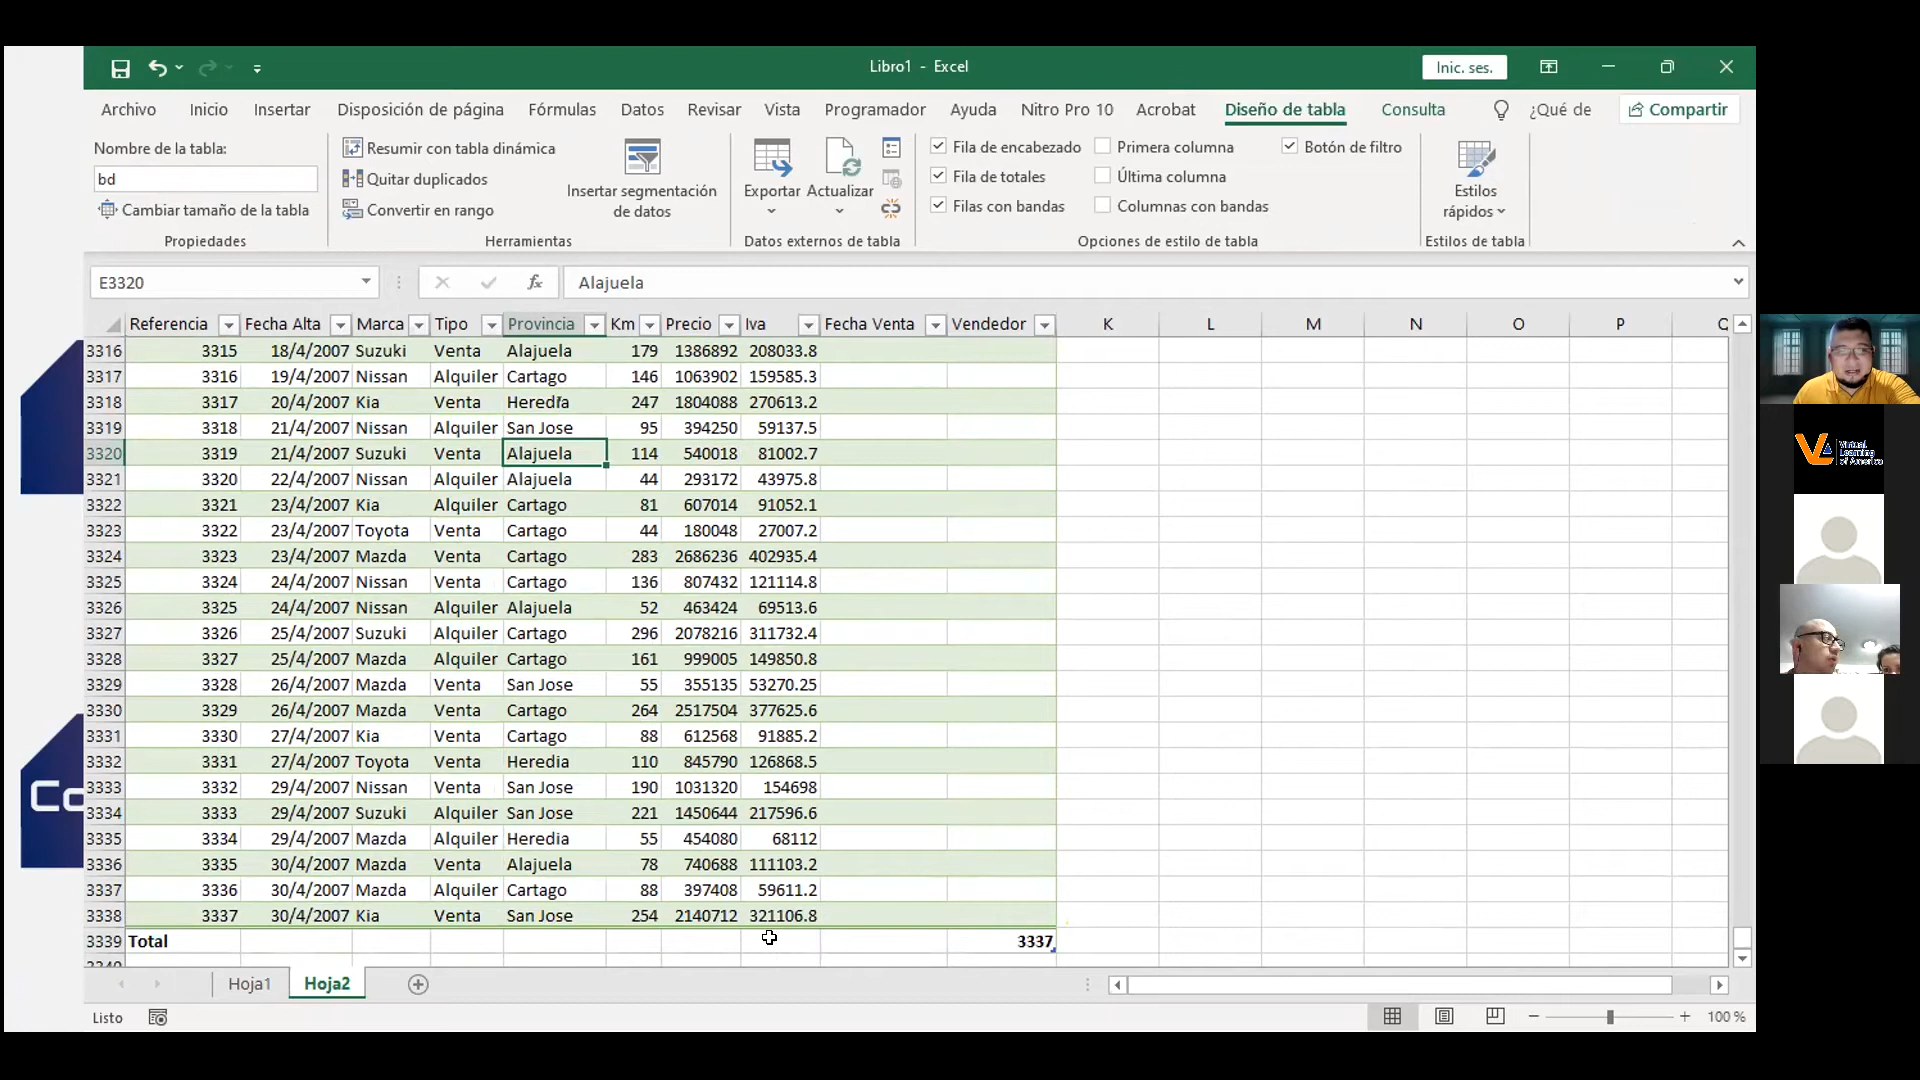 Libro1 - Excel
Inic. ses.
Archivo Inicio Insertar Disposición de página Fórmulas Datos Revisar Vista Programador Ayuda Nitro Pro 10 Acrobat Diseño de tabla Consulta ¿Qué de Compartir
Nombre de la tabla:
bd
Cambiar tamaño de la tabla
Propiedades
Resumir con tabla dinámica
Quitar duplicados
Convertir en rango
Insertar segmentación
de datos
Herramientas
Exportar Actualizar
Datos externos de tabla
Fila de encabezado Primera columna Botón de filtro
Fila de totales Última columna
Filas con bandas Columnas con bandas
Opciones de estilo de tabla
Estilos
rápidos
Estilos de tabla
E3320 fx Alajuela
Referencia Fecha Alta Marca Tipo Provincia Km Precio Iva Fecha Venta Vendedor K L M N O P Q
3316 3315 18/4/2007 Suzuki Venta Alajuela 179 1386892 208033.8
3317 3316 19/4/2007 Nissan Alquiler Cartago 146 1063902 159585.3
3318 3317 20/4/2007 Kia Venta Heredia 247 1804088 270613.2
3319 3318 21/4/2007 Nissan Alquiler San Jose 95 394250 59137.5
3320 3319 21/4/2007 Suzuki Venta Alajuela 114 540018 81002.7
3321 3320 22/4/2007 Nissan Alquiler Alajuela 44 293172 43975.8
3322 3321 23/4/2007 Kia Alquiler Cartago 81 607014 91052.1
3323 3322 23/4/2007 Toyota Venta Cartago 44 180048 27007.2
3324 3323 23/4/2007 Mazda Venta Cartago 283 2686236 402935.4
3325 3324 24/4/2007 Nissan Venta Cartago 136 807432 121114.8
3326 3325 24/4/2007 Nissan Alquiler Alajuela 52 463424 69513.6
3327 3326 25/4/2007 Suzuki Alquiler Cartago 296 2078216 311732.4
3328 3327 25/4/2007 Mazda Alquiler Cartago 161 999005 149850.8
3329 3328 26/4/2007 Mazda Venta San Jose 55 355135 53270.25
3330 3329 26/4/2007 Mazda Venta Cartago 264 2517504 377625.6
3331 3330 27/4/2007 Kia Venta Cartago 88 612568 91885.2
3332 3331 27/4/2007 Toyota Venta Heredia 110 845790 126868.5
3333 3332 29/4/2007 Nissan Venta San Jose 190 1031320 154698
3334 3333 29/4/2007 Suzuki Alquiler San Jose 221 1450644 217596.6
3335 3334 29/4/2007 Mazda Alquiler Heredia 55 454080 68112
3336 3335 30/4/2007 Mazda Venta Alajuela 78 740688 111103.2
3337 3336 30/4/2007 Mazda Alquiler Cartago 88 397408 59611.2
3338 3337 30/4/2007 Kia Venta San Jose 254 2140712 321106.8
3339 Total 3337
Hoja1 Hoja2
Listo 100 %
Co
Virtual
Learning
of America